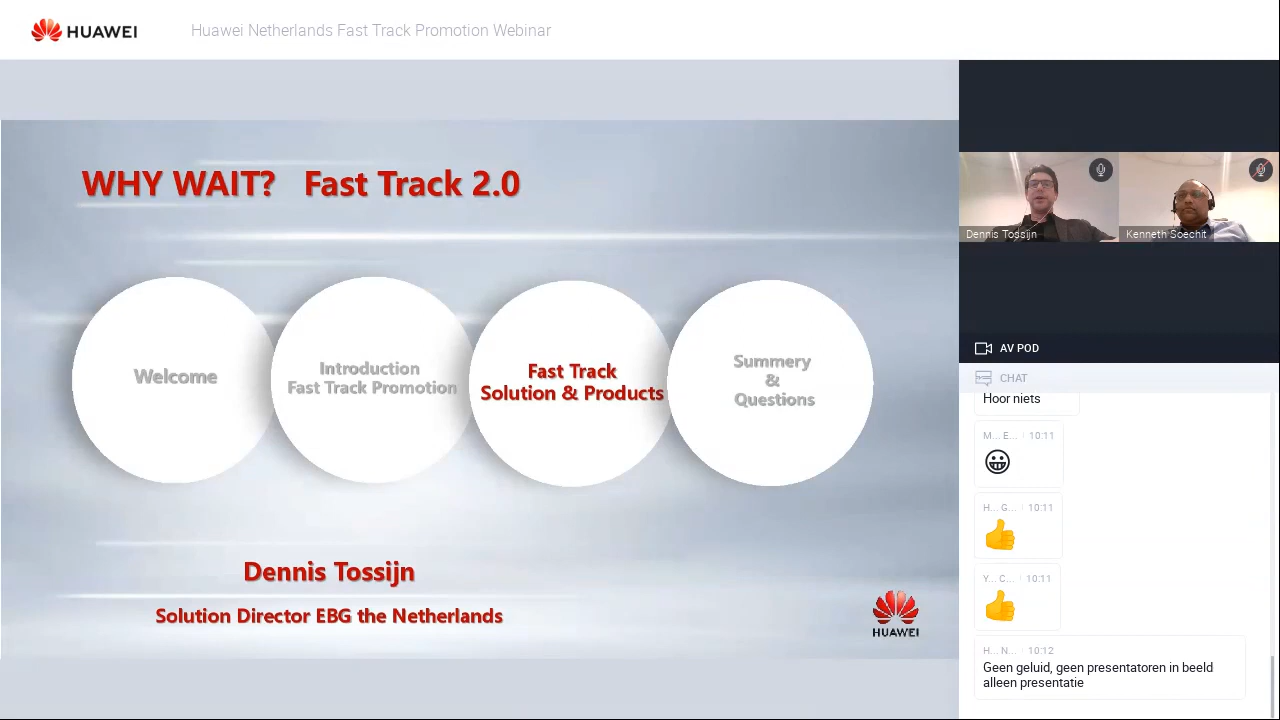 HUAWEI
Huawei Netherlands Fast Track Promotion Webinar
WHY WAIT? Fast Track 2.0
Welcome
Introduction
Fast Track Promotion
Fast Track
Solution & Products
Summery
&
Questions
Dennis Tossijn
Solution Director EBG the Netherlands
HUAWEI
Dennis Tossijn
Kenneth Soechit
AV POD
CHAT
Hoor niets
M... E... 10:11
H... G... 10:11
Y... C... 10:11
H... N... 10:12
Geen geluid, geen presentatoren in beeld
alleen presentatie